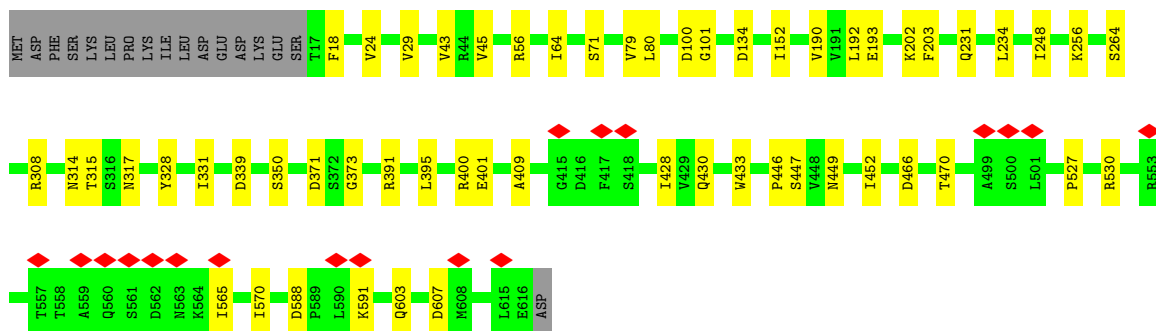 MET ASP PHE SER LYS LEU PRO LYS ILE LEU ASP GLU ASP LYS GLU SER T17 F18 V24 V29 V43 R44 V45 R56 I64 S71 V79 L80 D100 G101 D134 I152 V190 V191 L192 E193 K202 F203 Q231 L234 I248 K256 S264
R308 N314 T315 S316 N317 Y328 I331 D339 S350 D371 S372 G373 R391 L395 R400 E401 A409 G415 D416 F417 S418 I428 V429 Q430 W433 P446 S447 V448 N449 I452 D466 T470 A499 S500 L501 P527 R530 R553
T557 T558 A559 Q560 S561 D562 N563 K564 I565 I570 D588 P589 L590 K591 Q603 D607 M608 L615 E616 ASP